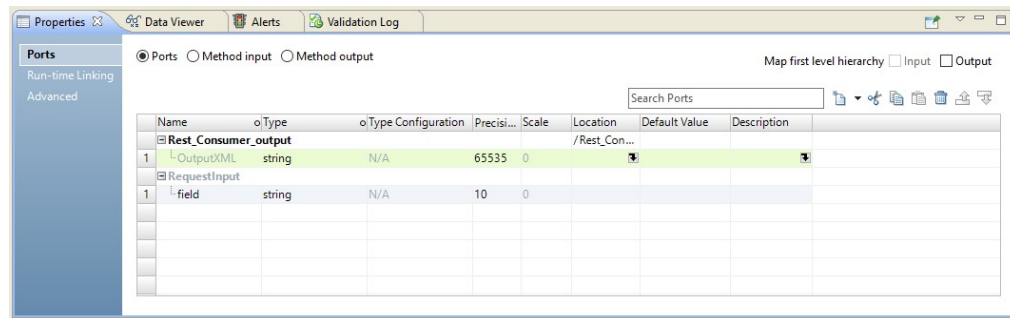 Properties Data Viewer Alerts Validation Log
Ports
Run-time Linking
Advanced
Ports Method input Method output
Map first level hierarchy Input Output
Search Ports
Name Type Type Configuration Precisi... Scale Location Default Value Description
Rest_Consumer_output /Rest_Con...
1 OutputXML string N/A 65535 0
RequestInput
1 field string N/A 10 0